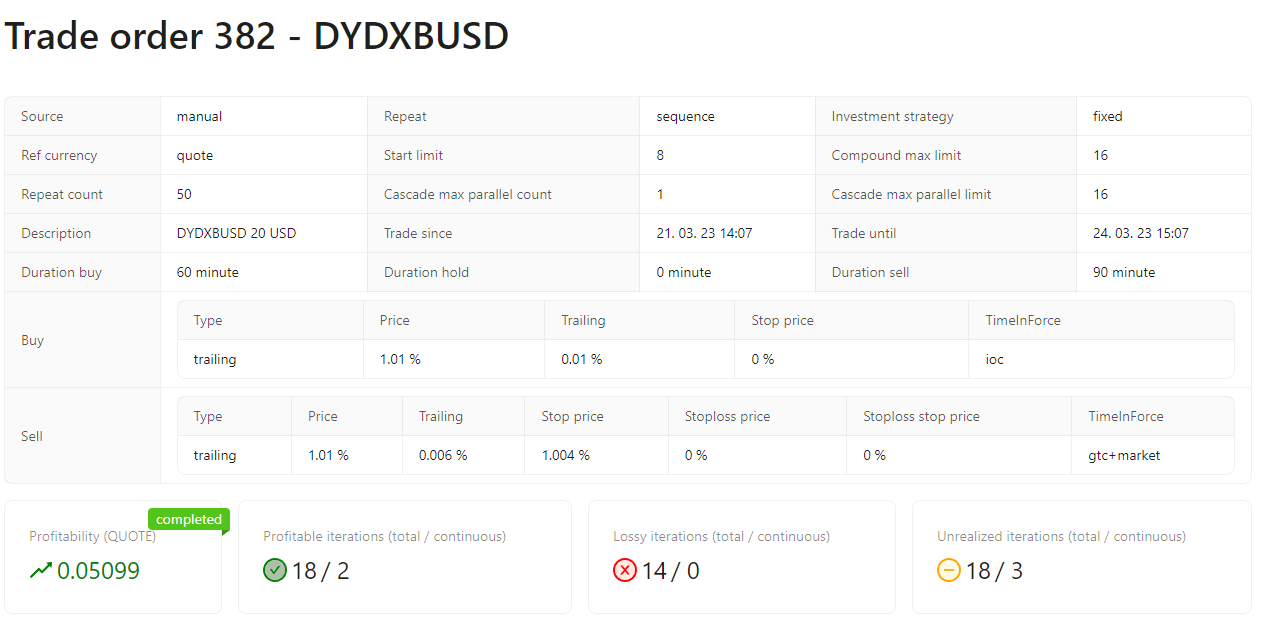 Trade order 382 - DYDXBUSD
Source manual Repeat sequence Investment strategy fixed
Ref currency quote Start limit 8 Compound max limit 16
Repeat count 50 Cascade max parallel count 1 Cascade max parallel limit 16
Description DYDXBUSD 20 USD Trade since 21. 03. 23 14:07 Trade until 24. 03. 23 15:07
Duration buy 60 minute Duration hold 0 minute Duration sell 90 minute
Buy
Type Price Trailing Stop price TimeInForce
trailing 1.01 % 0.01 % 0 % ioc
Sell
Type Price Trailing Stop price Stoploss price Stoploss stop price TimeInForce
trailing 1.01 % 0.006 % 1.004 % 0 % 0 % gtc+market
completed
Profitability (QUOTE) Profitable iterations (total / continuous) Lossy iterations (total / continuous) Unrealized iterations (total / continuous)
0.05099 18 / 2 14 / 0 18 / 3